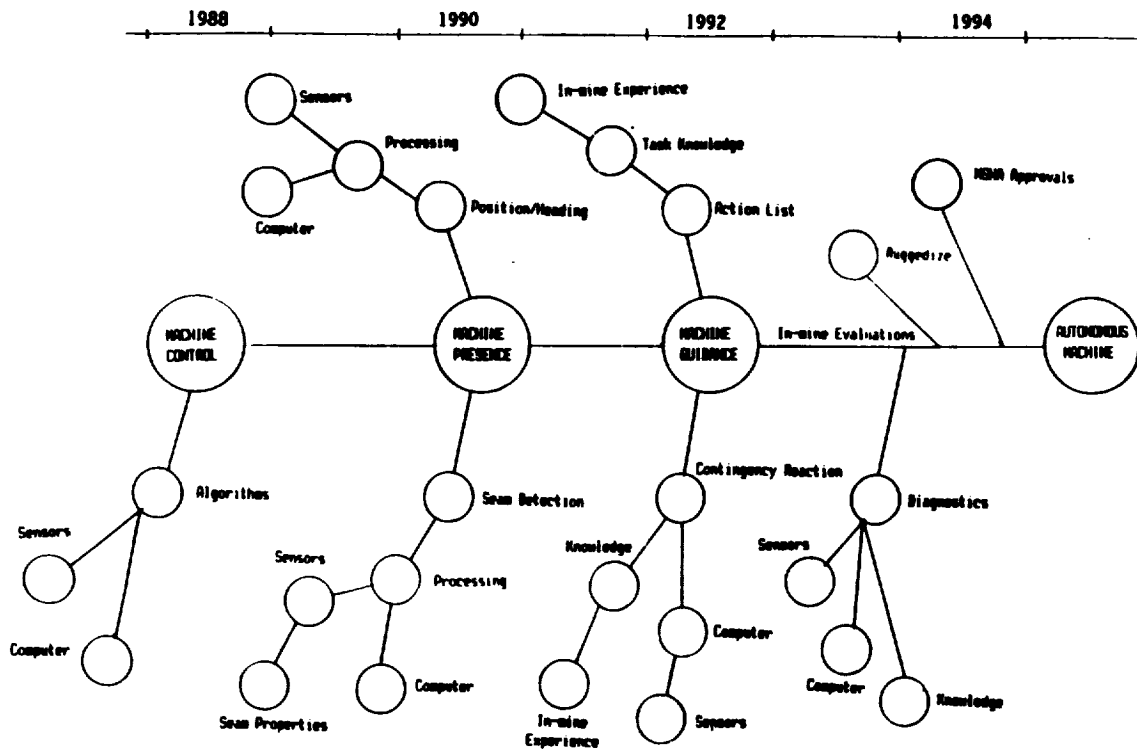 1988 1990 1992 1994
Sensors
In-mine Experience
Processing
Task Knowledge
MSHA Approvals
Computer
Position/Heading
Action List
Ruggedize
MACHINE
CONTROL
MACHINE
PRESENCE
MACHINE
GUIDANCE
In-mine Evaluations
AUTONOMOUS
MACHINE
Algorithms
Seam Detection
Contingency Reaction
Diagnostics
Sensors
Sensors
Processing
Knowledge
Sensors
Computer
Computer
Computer
Computer
Knowledge
Seam Properties
In-mine
Experience
Sensors